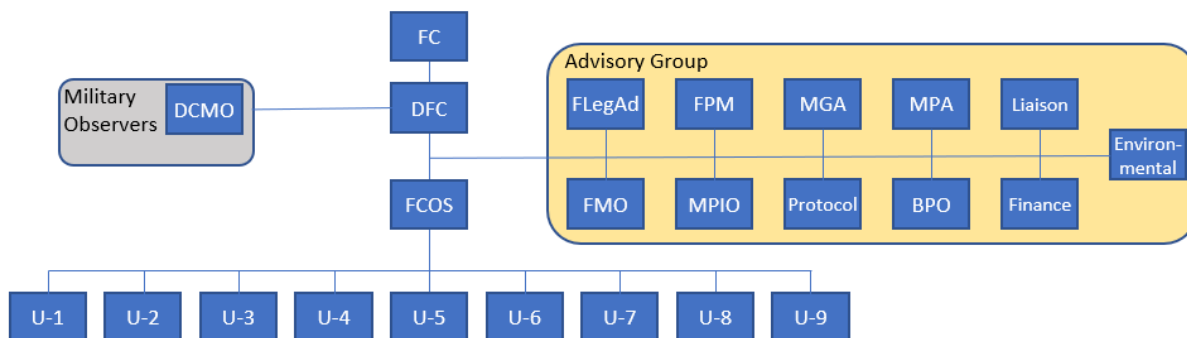 FC
Advisory Group
Military
Observers
DCMO
DFC
FLegAd
FPM
MGA
MPA
Liaison
Environ-
mental
FCOS
FMO
MPIO
Protocol
BPO
Finance
U-1
U-2
U-3
U-4
U-5
U-6
U-7
U-8
U-9